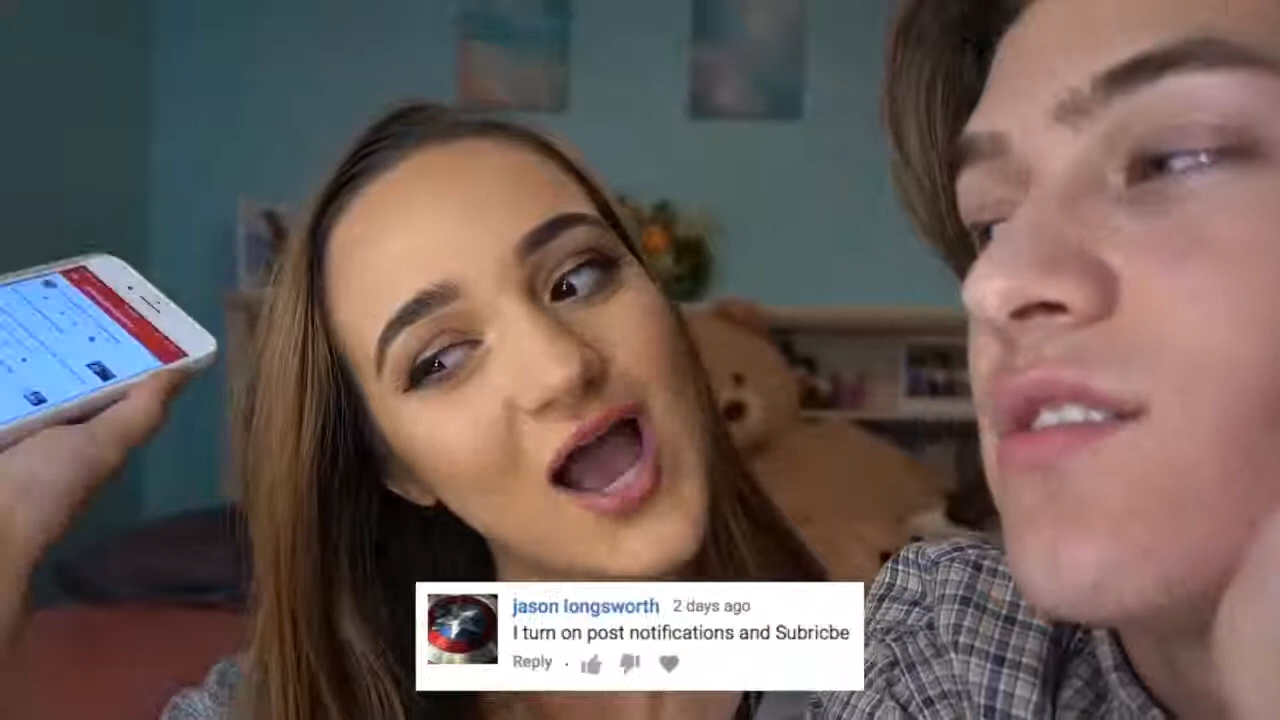 jason longsworth 2 days ago
I turn on post notifications and Subricbe
Reply